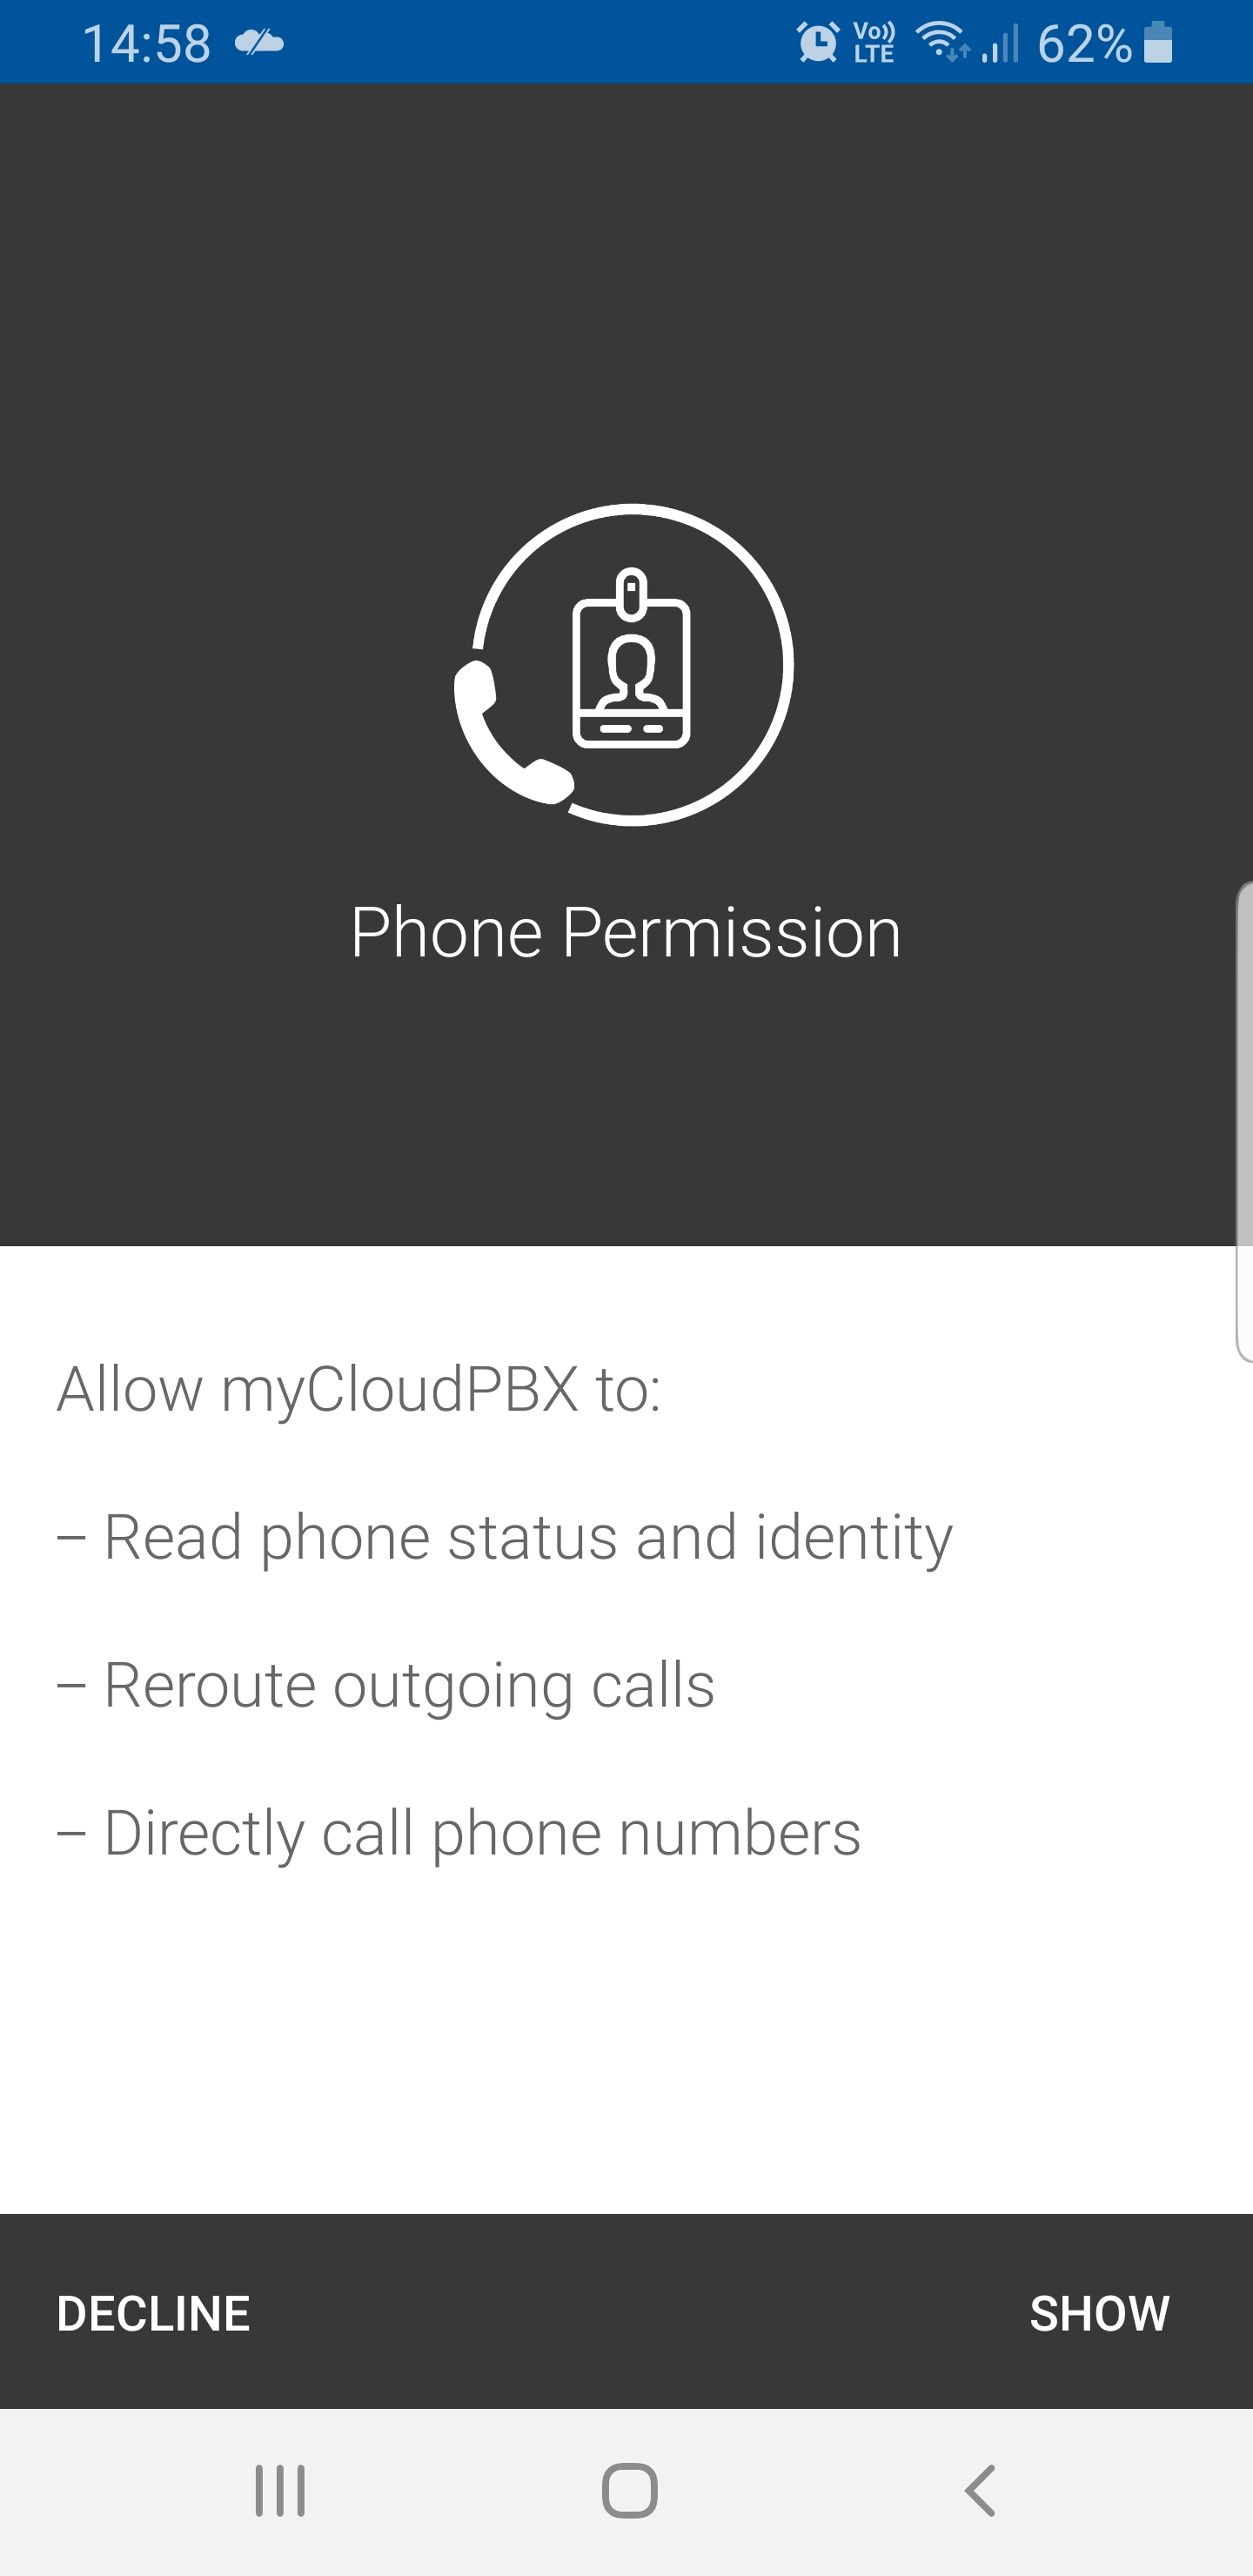 14:58 Vo)) LTE 62%
Phone Permission
Allow myCloudPBX to:
– Read phone status and identity
– Reroute outgoing calls
– Directly call phone numbers
DECLINE SHOW